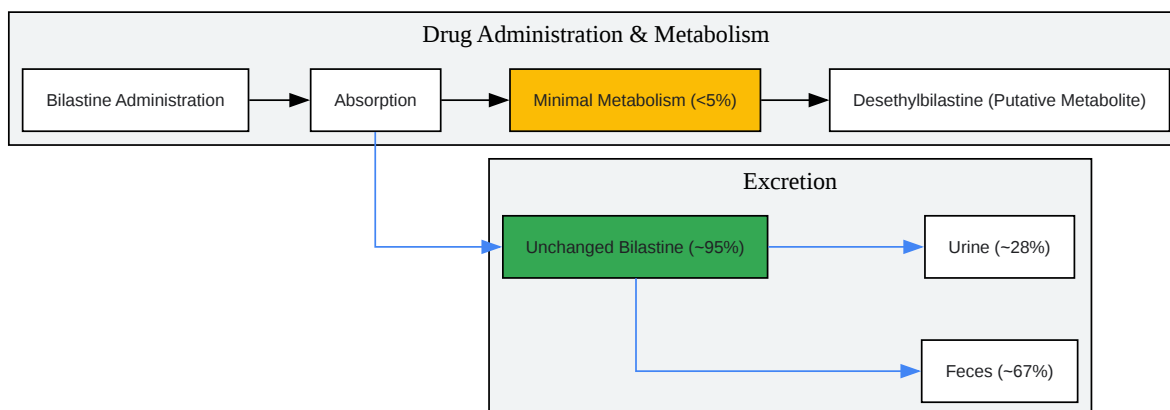 Drug Administration & Metabolism
Bilastine Administration
Absorption
Minimal Metabolism (<5%)
Desethylbilastine (Putative Metabolite)
Excretion
Unchanged Bilastine (~95%)
Urine (~28%)
Feces (~67%)